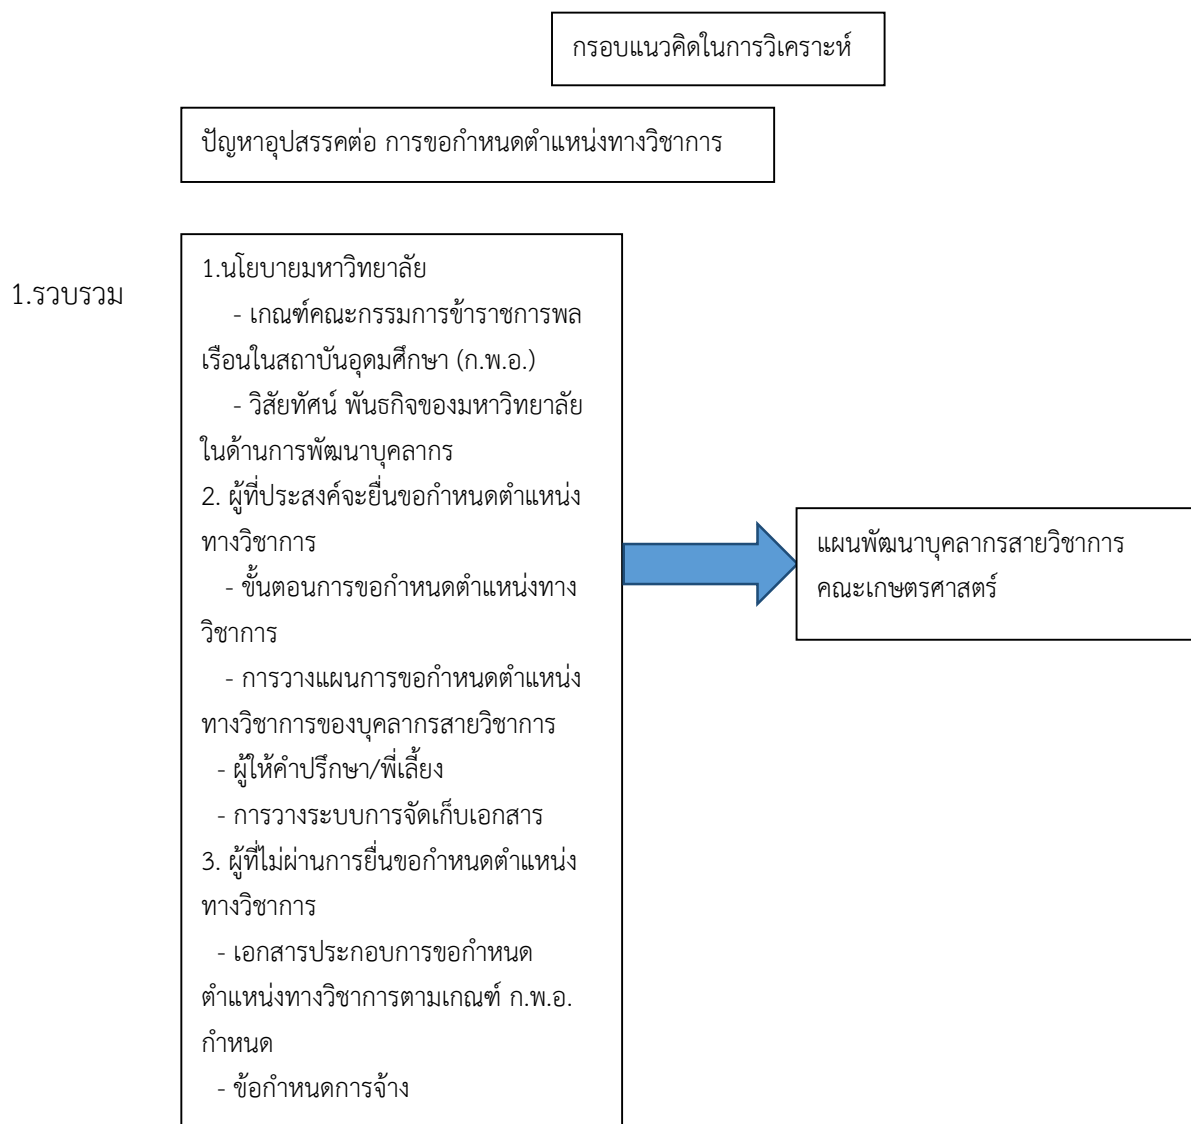 กรอบแนวคิดในการวิเคราะห์
ปัญหาอุปสรรคต่อ การขอกำหนดตำแหน่งทางวิชาการ
1.รวบรวม
1.นโยบายมหาวิทยาลัย
- เกณฑ์คณะกรรมการข้าราชการพล
เรือนในสถาบันอุดมศึกษา (ก.พ.อ.)
- วิสัยทัศน์ พันธกิจของมหาวิทยาลัย
ในด้านการพัฒนาบุคลากร
2. ผู้ที่ประสงค์จะยื่นขอกำหนดตำแหน่ง
ทางวิชาการ
- ขั้นตอนการขอกำหนดตำแหน่งทาง
วิชาการ
- การวางแผนการขอกำหนดตำแหน่ง
ทางวิชาการของบุคลากรสายวิชาการ
- ผู้ให้คำปรึกษา/พี่เลี้ยง
- การวางระบบการจัดเก็บเอกสาร
3. ผู้ที่ไม่ผ่านการยื่นขอกำหนดตำแหน่ง
ทางวิชาการ
- เอกสารประกอบการขอกำหนด
ตำแหน่งทางวิชาการตามเกณฑ์ ก.พ.อ.
กำหนด
- ข้อกำหนดการจ้าง
แผนพัฒนาบุคลากรสายวิชาการ
คณะเกษตรศาสตร์